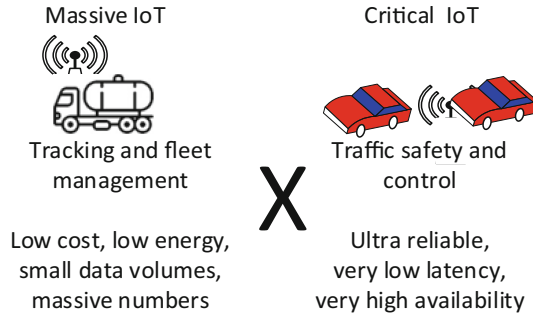 Massive IoT
Tracking and fleet
management
Low cost, low energy,
small data volumes,
massive numbers
X
Critical IoT
Traffic safety and
control
Ultra reliable,
very low latency,
very high availability